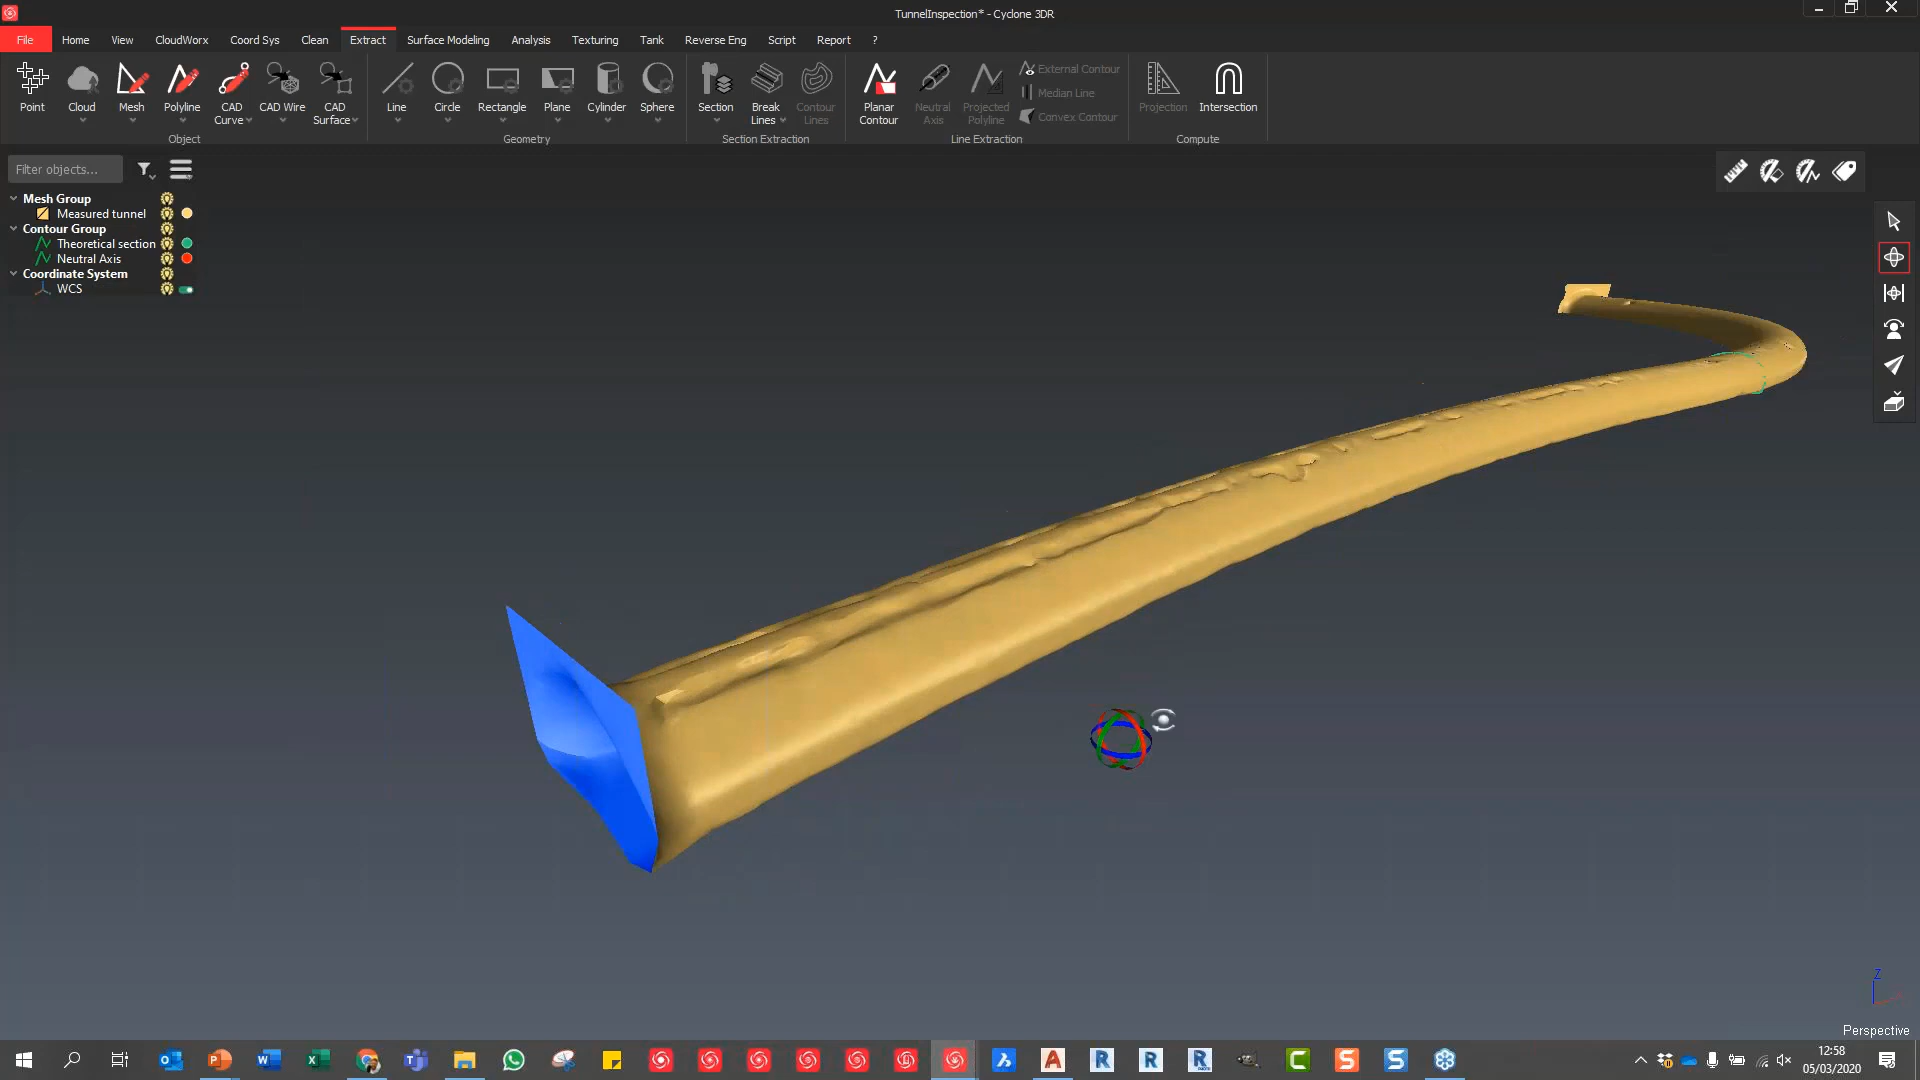 TunnelInspection* - Cyclone 3DR
File Home View CloudWorx Coord Sys Clean Extract Surface Modeling Analysis Texturing Tank Reverse Eng Script Report ?
Point Cloud Mesh Polyline CAD Curve CAD Wire CAD Surface
Object
Line Circle Rectangle Plane Cylinder Sphere
Geometry
Section Break Lines Contour Lines
Section Extraction
Planar Contour Neutral Axis Projected Polyline
External Contour
Median Line
Convex Contour
Line Extraction
Projection Intersection
Compute
Filter objects...
Mesh Group
Measured tunnel
Contour Group
Theoretical section
Neutral Axis
Coordinate System
WCS
Z
Perspective
12:58
05/03/2020